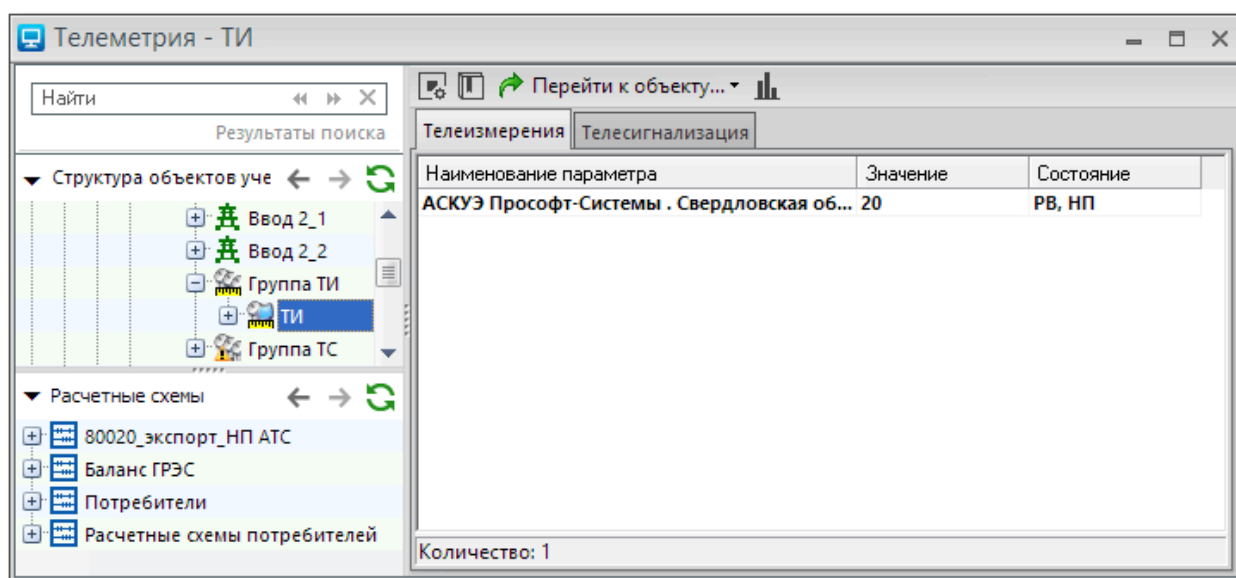 Телеметрия - ТИ
Найти
Результаты поиска
Структура объектов уче
Ввод 2_1
Ввод 2_2
Группа ТИ
ТИ
Группа ТС
Расчетные схемы
80020_экспорт_НП АТС
Баланс ГРЭС
Потребители
Расчетные схемы потребителей
Перейти к объекту...
Телеизмерения Телесигнализация
Наименование параметра Значение Состояние
АСКУЭ Прософт-Системы . Свердловская об... 20 РВ, НП
Количество: 1